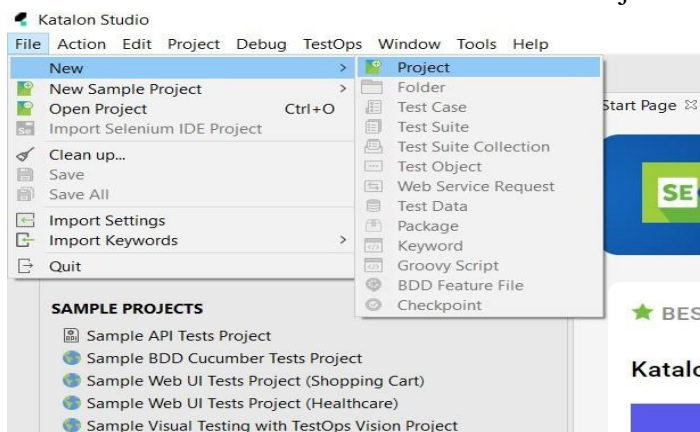 Katalon Studio
File Action Edit Project Debug TestOps Window Tools Help
New >
New Sample Project >
Open Project Ctrl+O
Import Selenium IDE Project
Clean up...
Save
Save All
Import Settings
Import Keywords >
Quit
Project
Folder
Test Case
Test Suite
Test Suite Collection
Test Object
Web Service Request
Test Data
Package
Keyword
Groovy Script
BDD Feature File
Checkpoint
Start Page
SE
BES
Katalo
SAMPLE PROJECTS
Sample API Tests Project
Sample BDD Cucumber Tests Project
Sample Web UI Tests Project (Shopping Cart)
Sample Web UI Tests Project (Healthcare)
Sample Visual Testing with TestOps Vision Project